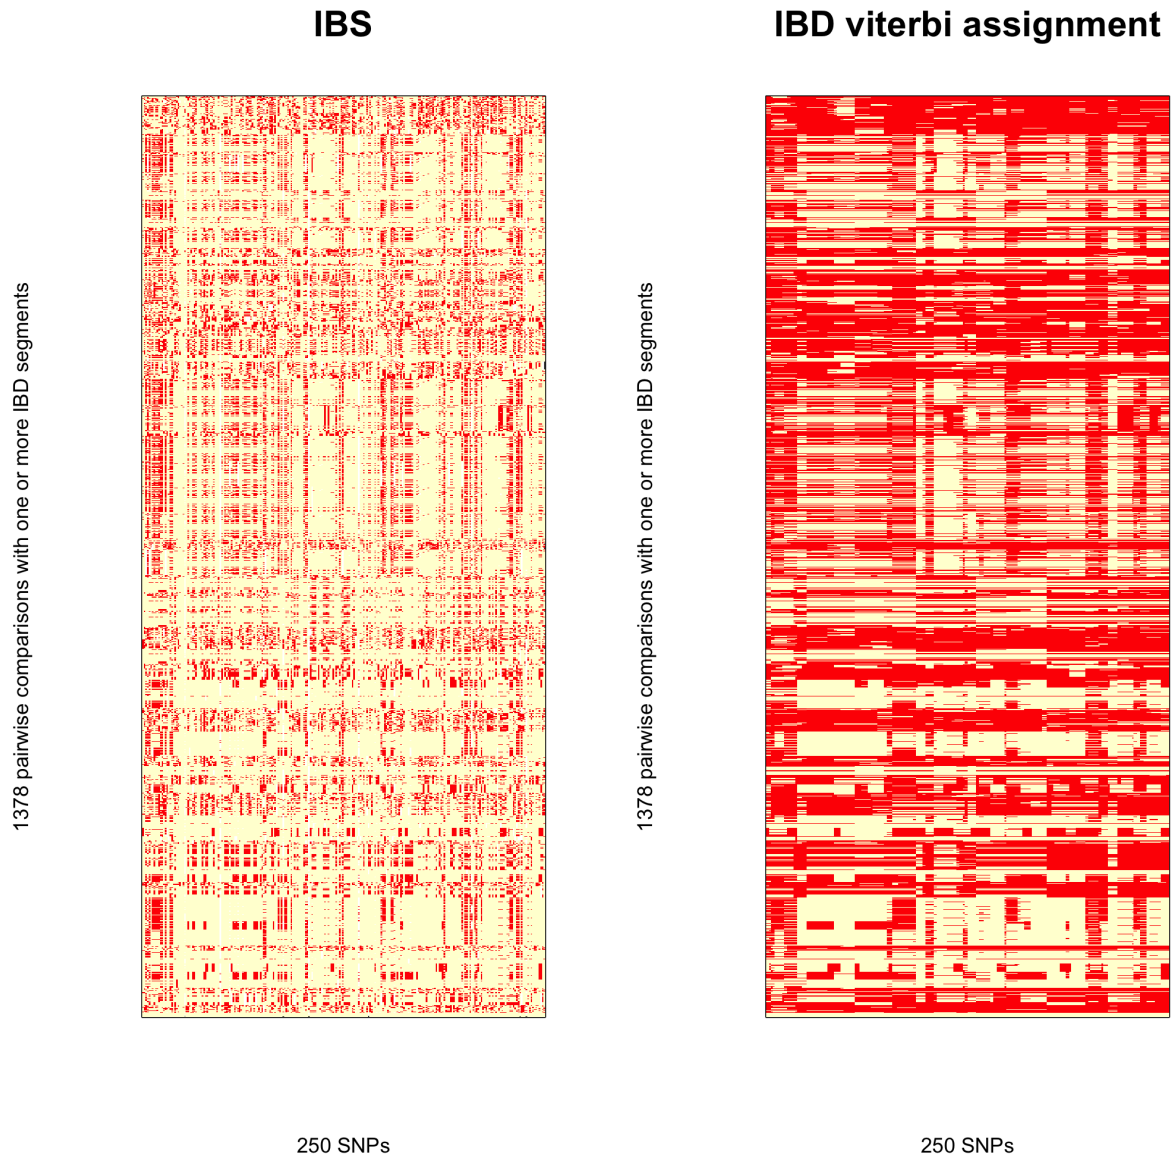 IBS
IBD viterbi assignment
1378 pairwise comparisons with one or more IBD segments
1378 pairwise comparisons with one or more IBD segments
250 SNPs
250 SNPs